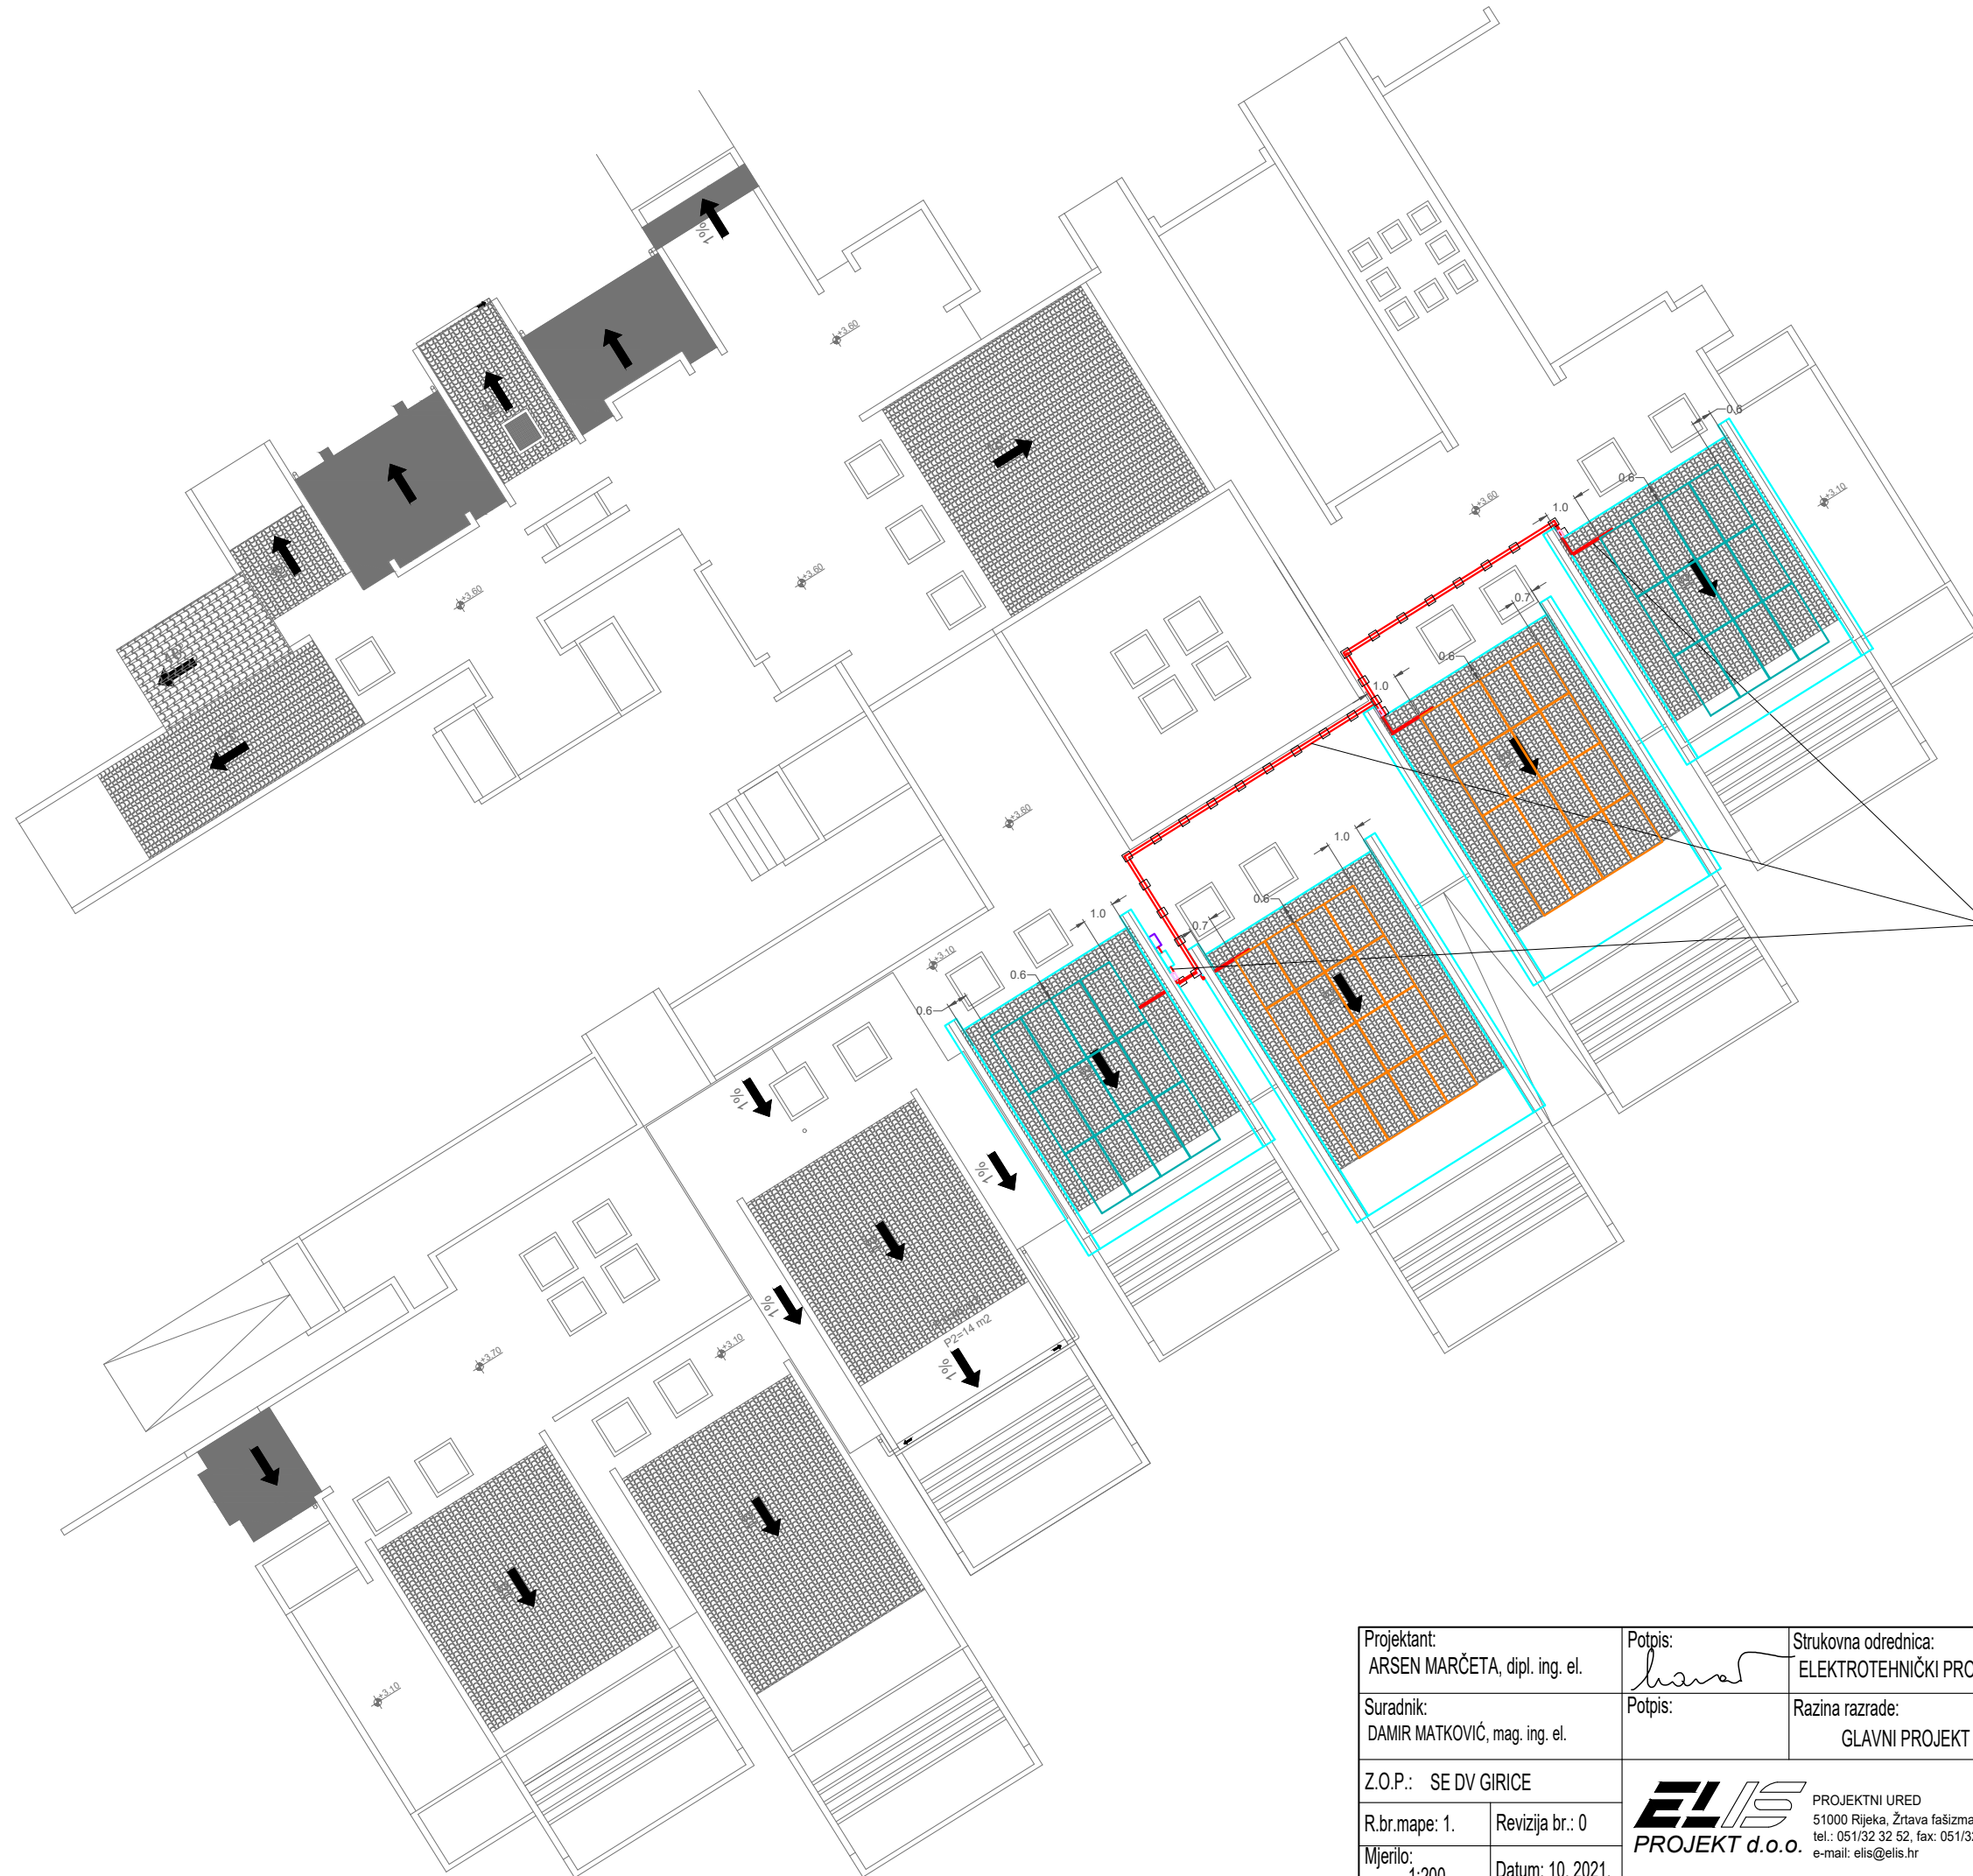 1%
+3.60
0.6
0.6
+3.60
+3.10
1.0
+3.60
+3.60
0.7
0.6
1.0
+3.60
1.0
0.6
1.0
0.7
+3.10
0.6
0.6
1%
1%
1%
+3.10
P2=14 m2
1%
+3.70
+3.10
Projektant:
ARSEN MARČETA, dipl. ing. el.
Potpis:
Strukovna odrednica:
ELEKTROTEHNIČKI PRO
Suradnik:
DAMIR MATKOVIĆ, mag. ing. el.
Potpis:
Razina razrade:
GLAVNI PROJEKT
Z.O.P.: SE DV GIRICE
R.br.mape: 1.
Revizija br.: 0
Mjerilo:
1:200
Datum: 10. 2021.
ELIS
PROJEKT d.o.o.
PROJEKTNI URED
51000 Rijeka, Žrtava fašizma
tel.: 051/32 32 52, fax: 051/32
e-mail: elis@elis.hr